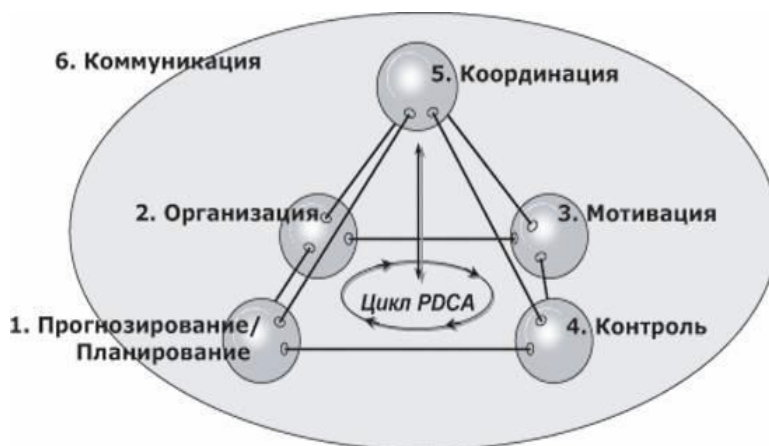 6. Коммуникация
5. Координация
2. Организация
3. Мотивация
Цикл PDCA
1. Прогнозирование/
Планирование
4. Контроль